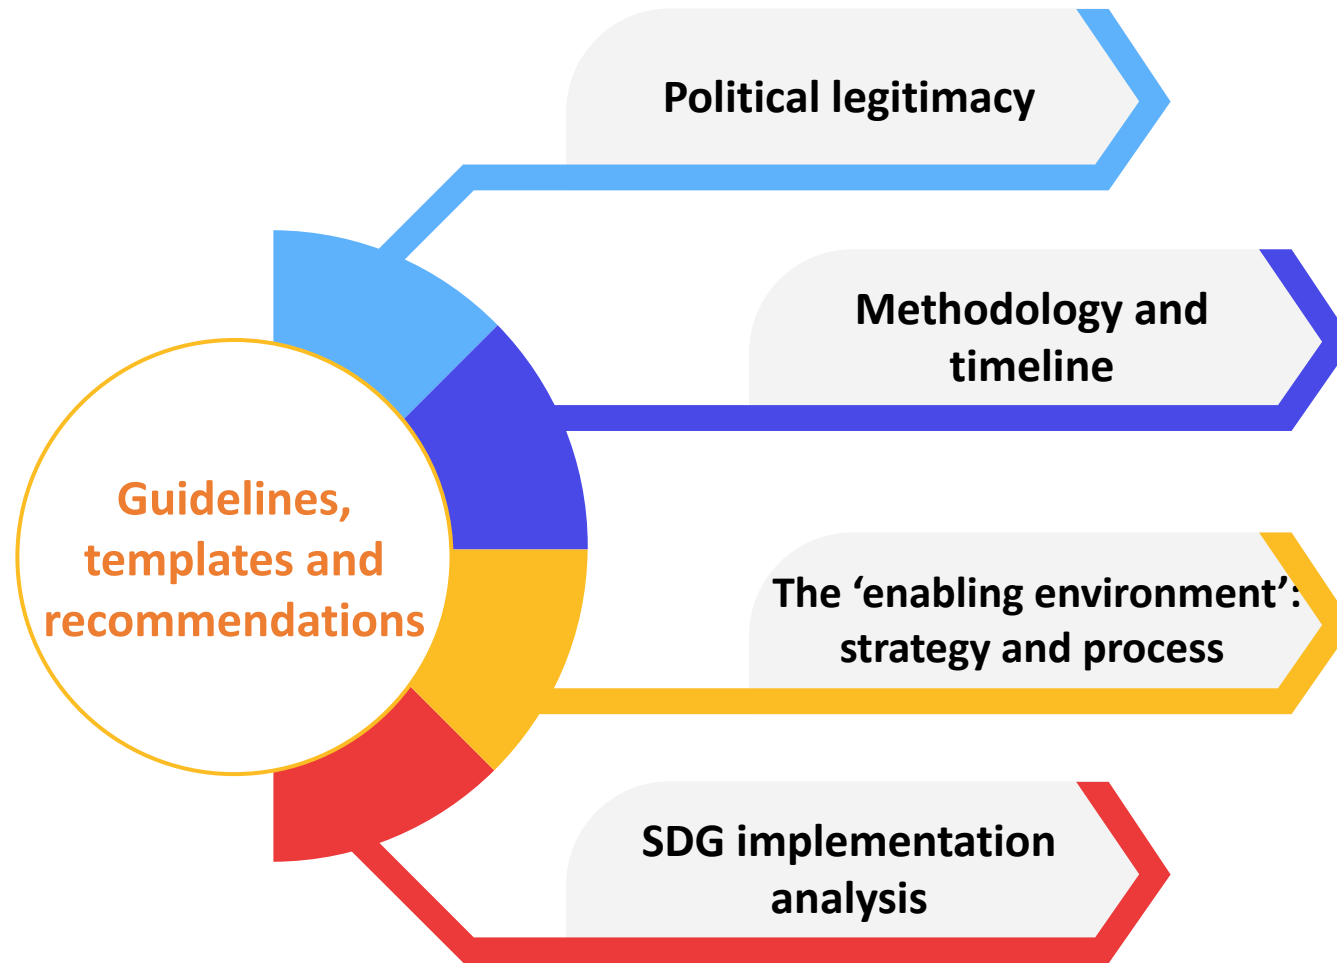 Political legitimacy
Methodology and
timeline
Guidelines,
templates and
recommendations
The ‘enabling environment’:
strategy and process
SDG implementation
analysis